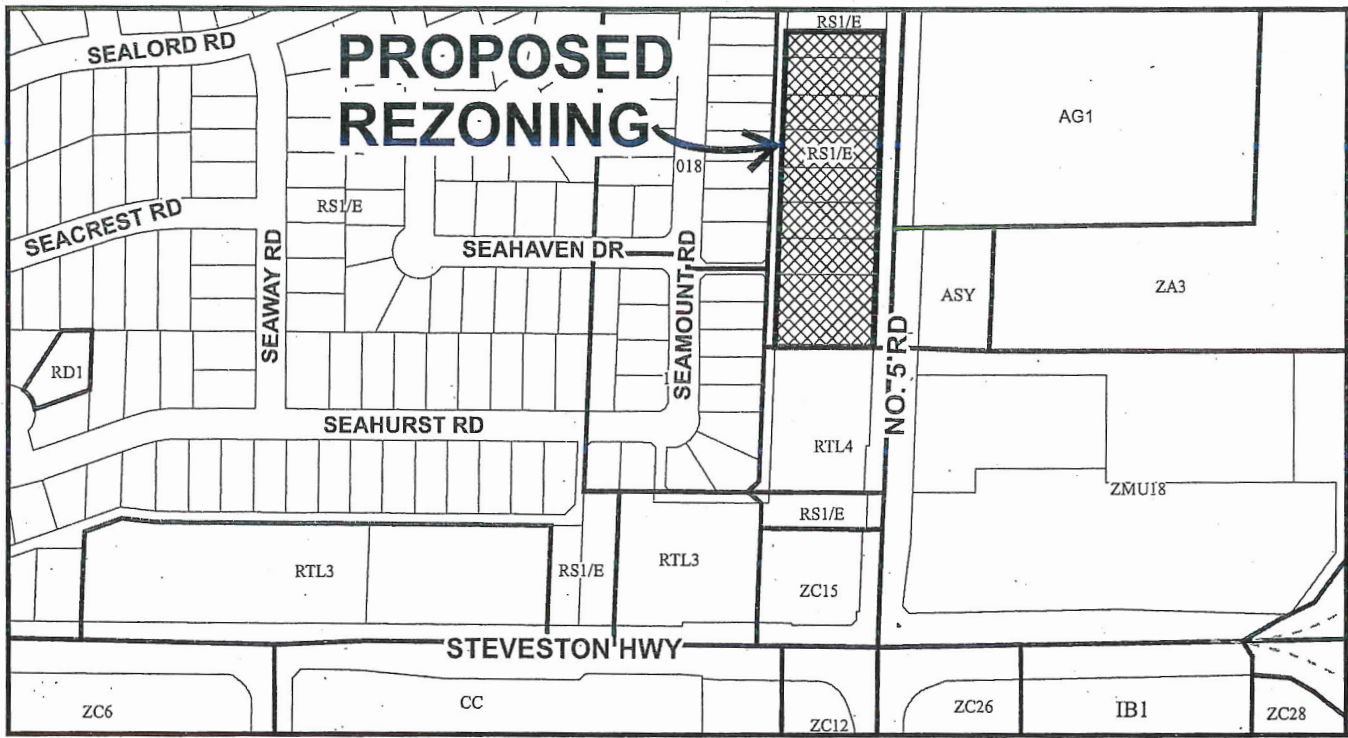 RS1/E
SEALORD RD
PROPOSED
REZONING
AG1
RS1/E
018
RS1/E
SEACREST RD
SEAHAVEN DR
SEAMOUNT RD
SEAWAY RD
ASY
ZA3
NO. 5 RD
RD1
1
SEAHURST RD
RTL4
ZMU18
RS1/E
RTL3
RS1/E
RTL3
ZC15
STEVESTON HWY
ZC6
CC
ZC12
ZC26
IB1
ZC28